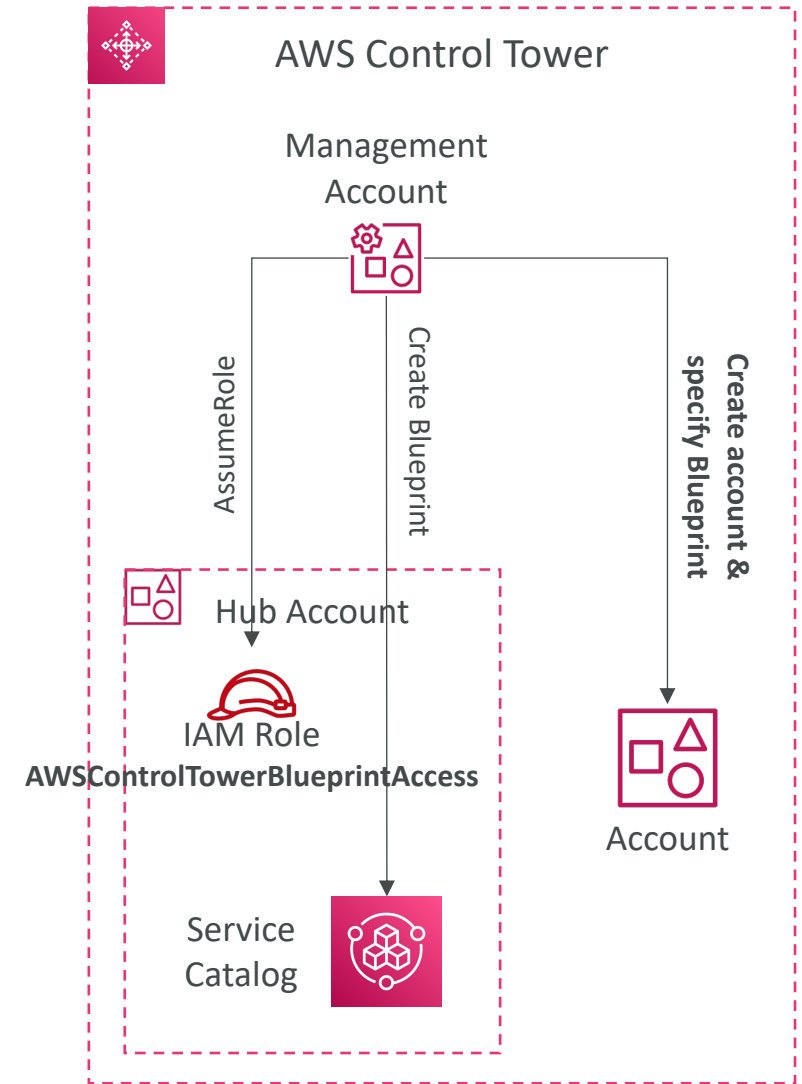 AWS Control Tower
Management
Account
AssumeRole
Create Blueprint
Create account &
specify Blueprint
Hub Account
IAM Role
AWSControlTowerBlueprintAccess
Account
Service
Catalog